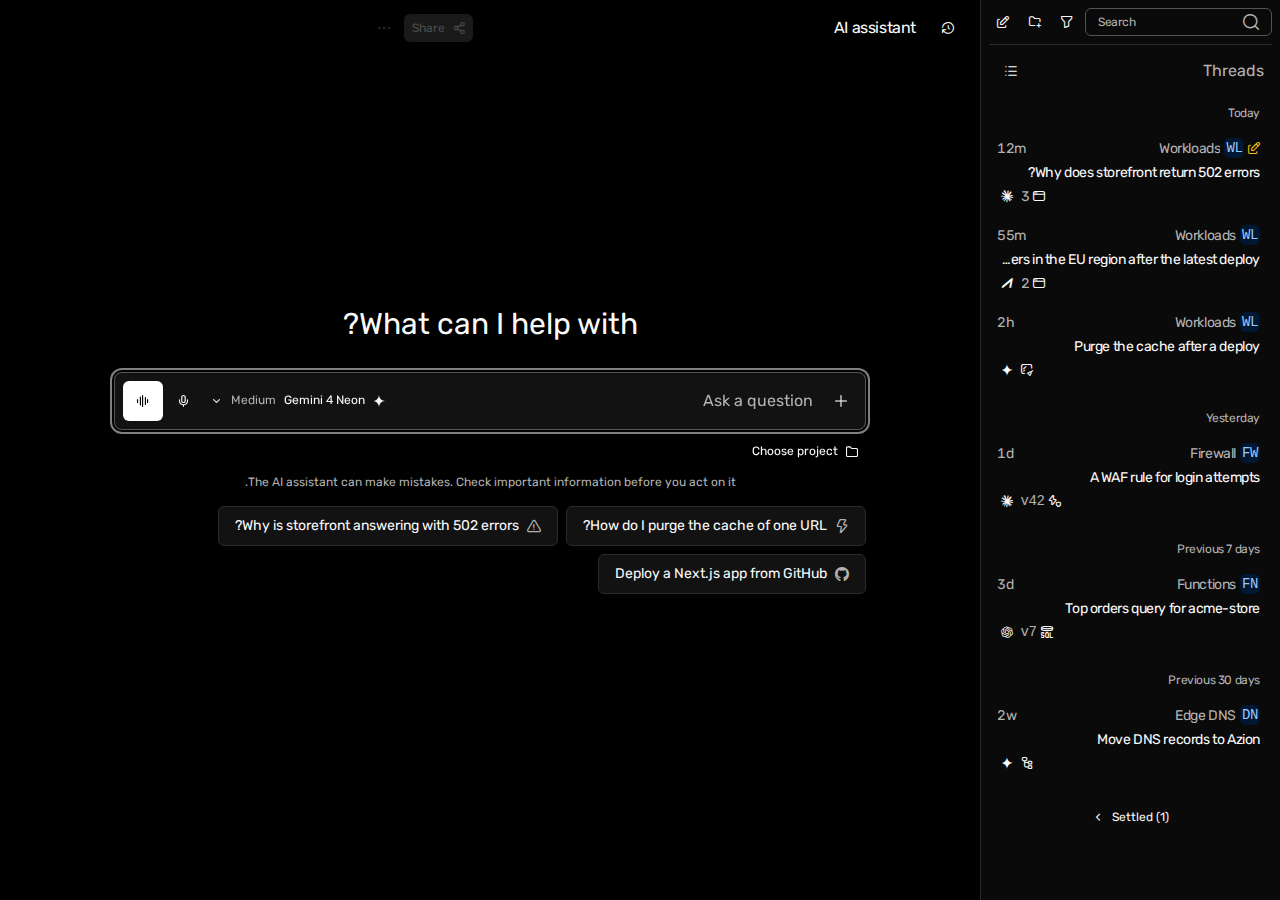 AI assistant
Share
Search
Threads
Today
Workloads WL 12m
?Why does storefront return 502 errors
3
Workloads WL 55m
...ers in the EU region after the latest deploy
2
Workloads WL 2h
Purge the cache after a deploy
Yesterday
Firewall FW 1d
A WAF rule for login attempts
v42
Previous 7 days
Functions FN 3d
Top orders query for acme-store
v7 SQL
Previous 30 days
Edge DNS DN 2w
Move DNS records to Azion
Settled (1)
?What can I help with
Ask a question
Medium Gemini 4 Neon
Choose project
.The AI assistant can make mistakes. Check important information before you act on it
?How do I purge the cache of one URL
?Why is storefront answering with 502 errors
Deploy a Next.js app from GitHub